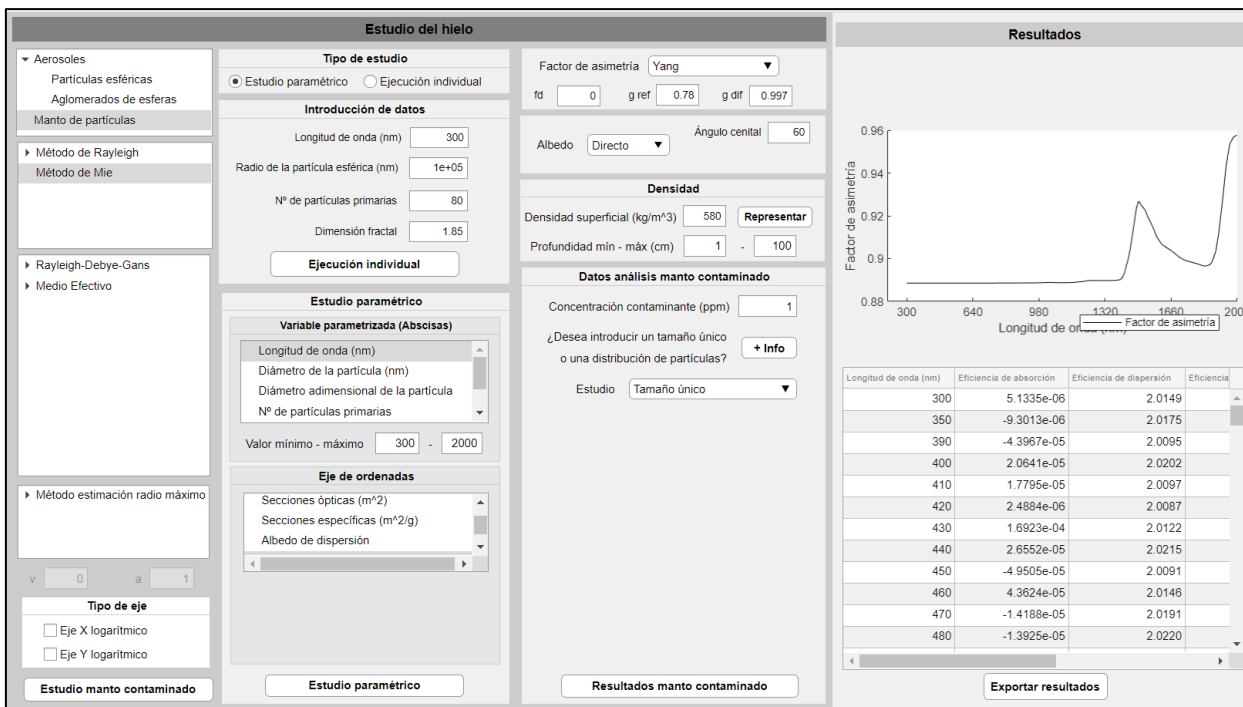 Estudio del hielo
Aerosoles
Partículas esféricas
Aglomerados de esferas
Manto de partículas
Método de Rayleigh
Método de Mie
Rayleigh-Debye-Gans
Medio Efectivo
Método estimación radio máximo
v 0 a 1
Tipo de eje
Eje X logarítmico
Eje Y logarítmico
Estudio manto contaminado
Tipo de estudio
Estudio paramétrico Ejecución individual
Introducción de datos
Longitud de onda (nm) 300
Radio de la partícula esférica (nm) 1e+05
Nº de partículas primarias 80
Dimensión fractal 1.85
Ejecución individual
Estudio paramétrico
Variable parametrizada (Abscisas)
Longitud de onda (nm)
Diámetro de la partícula (nm)
Diámetro adimensional de la partícula
Nº de partículas primarias
Valor mínimo - máximo 300 - 2000
Eje de ordenadas
Secciones ópticas (m^2)
Secciones específicas (m^2/g)
Albedo de dispersión
Estudio paramétrico
Factor de asimetría Yang
fd 0 g ref 0.78 g dif 0.997
Albedo Directo Ángulo cenital 60
Densidad
Densidad superficial (kg/m^3) 580 Representar
Profundidad mín - máx (cm) 1 - 100
Datos análisis manto contaminado
Concentración contaminante (ppm) 1
¿Desea introducir un tamaño único
o una distribución de partículas? + Info
Estudio Tamaño único
Resultados manto contaminado
Resultados
Factor de asimetría
0.96
0.94
0.92
0.9
0.88
300 640 980 1320 1660 200
Longitud de on
Factor de asimetría
Longitud de onda (nm) Eficiencia de absorción Eficiencia de dispersión Eficiencia
300 5.1335e-06 2.0149
350 -9.3013e-06 2.0175
390 -4.3967e-05 2.0095
400 2.0641e-05 2.0202
410 1.7795e-05 2.0097
420 2.4884e-06 2.0087
430 1.6923e-04 2.0122
440 2.6552e-05 2.0215
450 -4.9505e-05 2.0091
460 4.3624e-05 2.0146
470 -1.4188e-05 2.0191
480 -1.3925e-05 2.0220
Exportar resultados